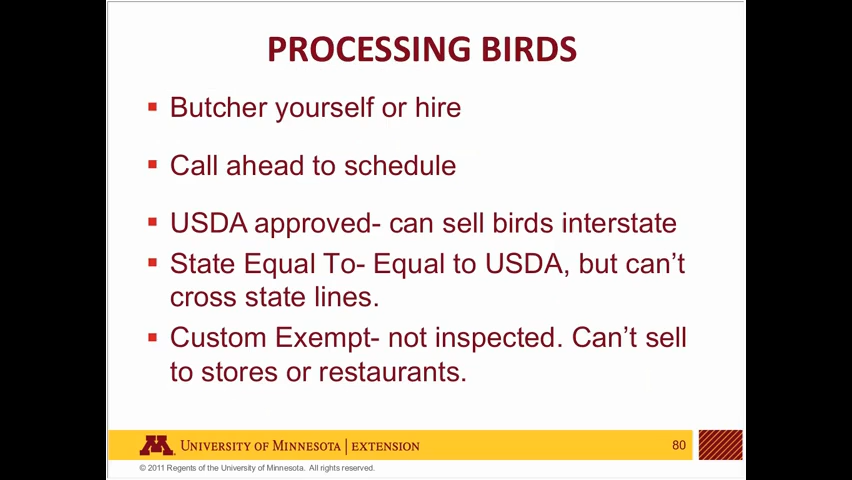 PROCESSING BIRDS
▪ Butcher yourself or hire
▪ Call ahead to schedule
▪ USDA approved- can sell birds interstate
▪ State Equal To- Equal to USDA, but can't
cross state lines.
▪ Custom Exempt- not inspected. Can't sell
to stores or restaurants.
M UNIVERSITY OF MINNESOTA | EXTENSION
80
© 2011 Regents of the University of Minnesota. All rights reserved.